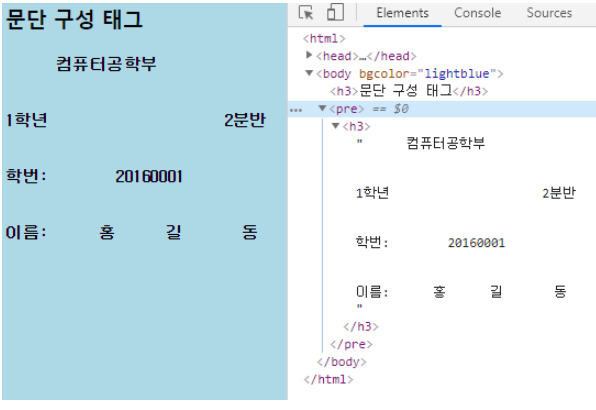 문단 구성 태그
컴퓨터공학부
1학년 2분반
학번: 20160001
이름: 홍 길 동
Elements Console Sources
<html>
<head>…</head>
<body bgcolor="lightblue">
<h3>문단 구성 태그</h3>
... <pre> == $0
<h3>
" 컴퓨터공학부
1학년 2분반
학번: 20160001
이름: 홍 길 동
"
</h3>
</pre>
</body>
</html>